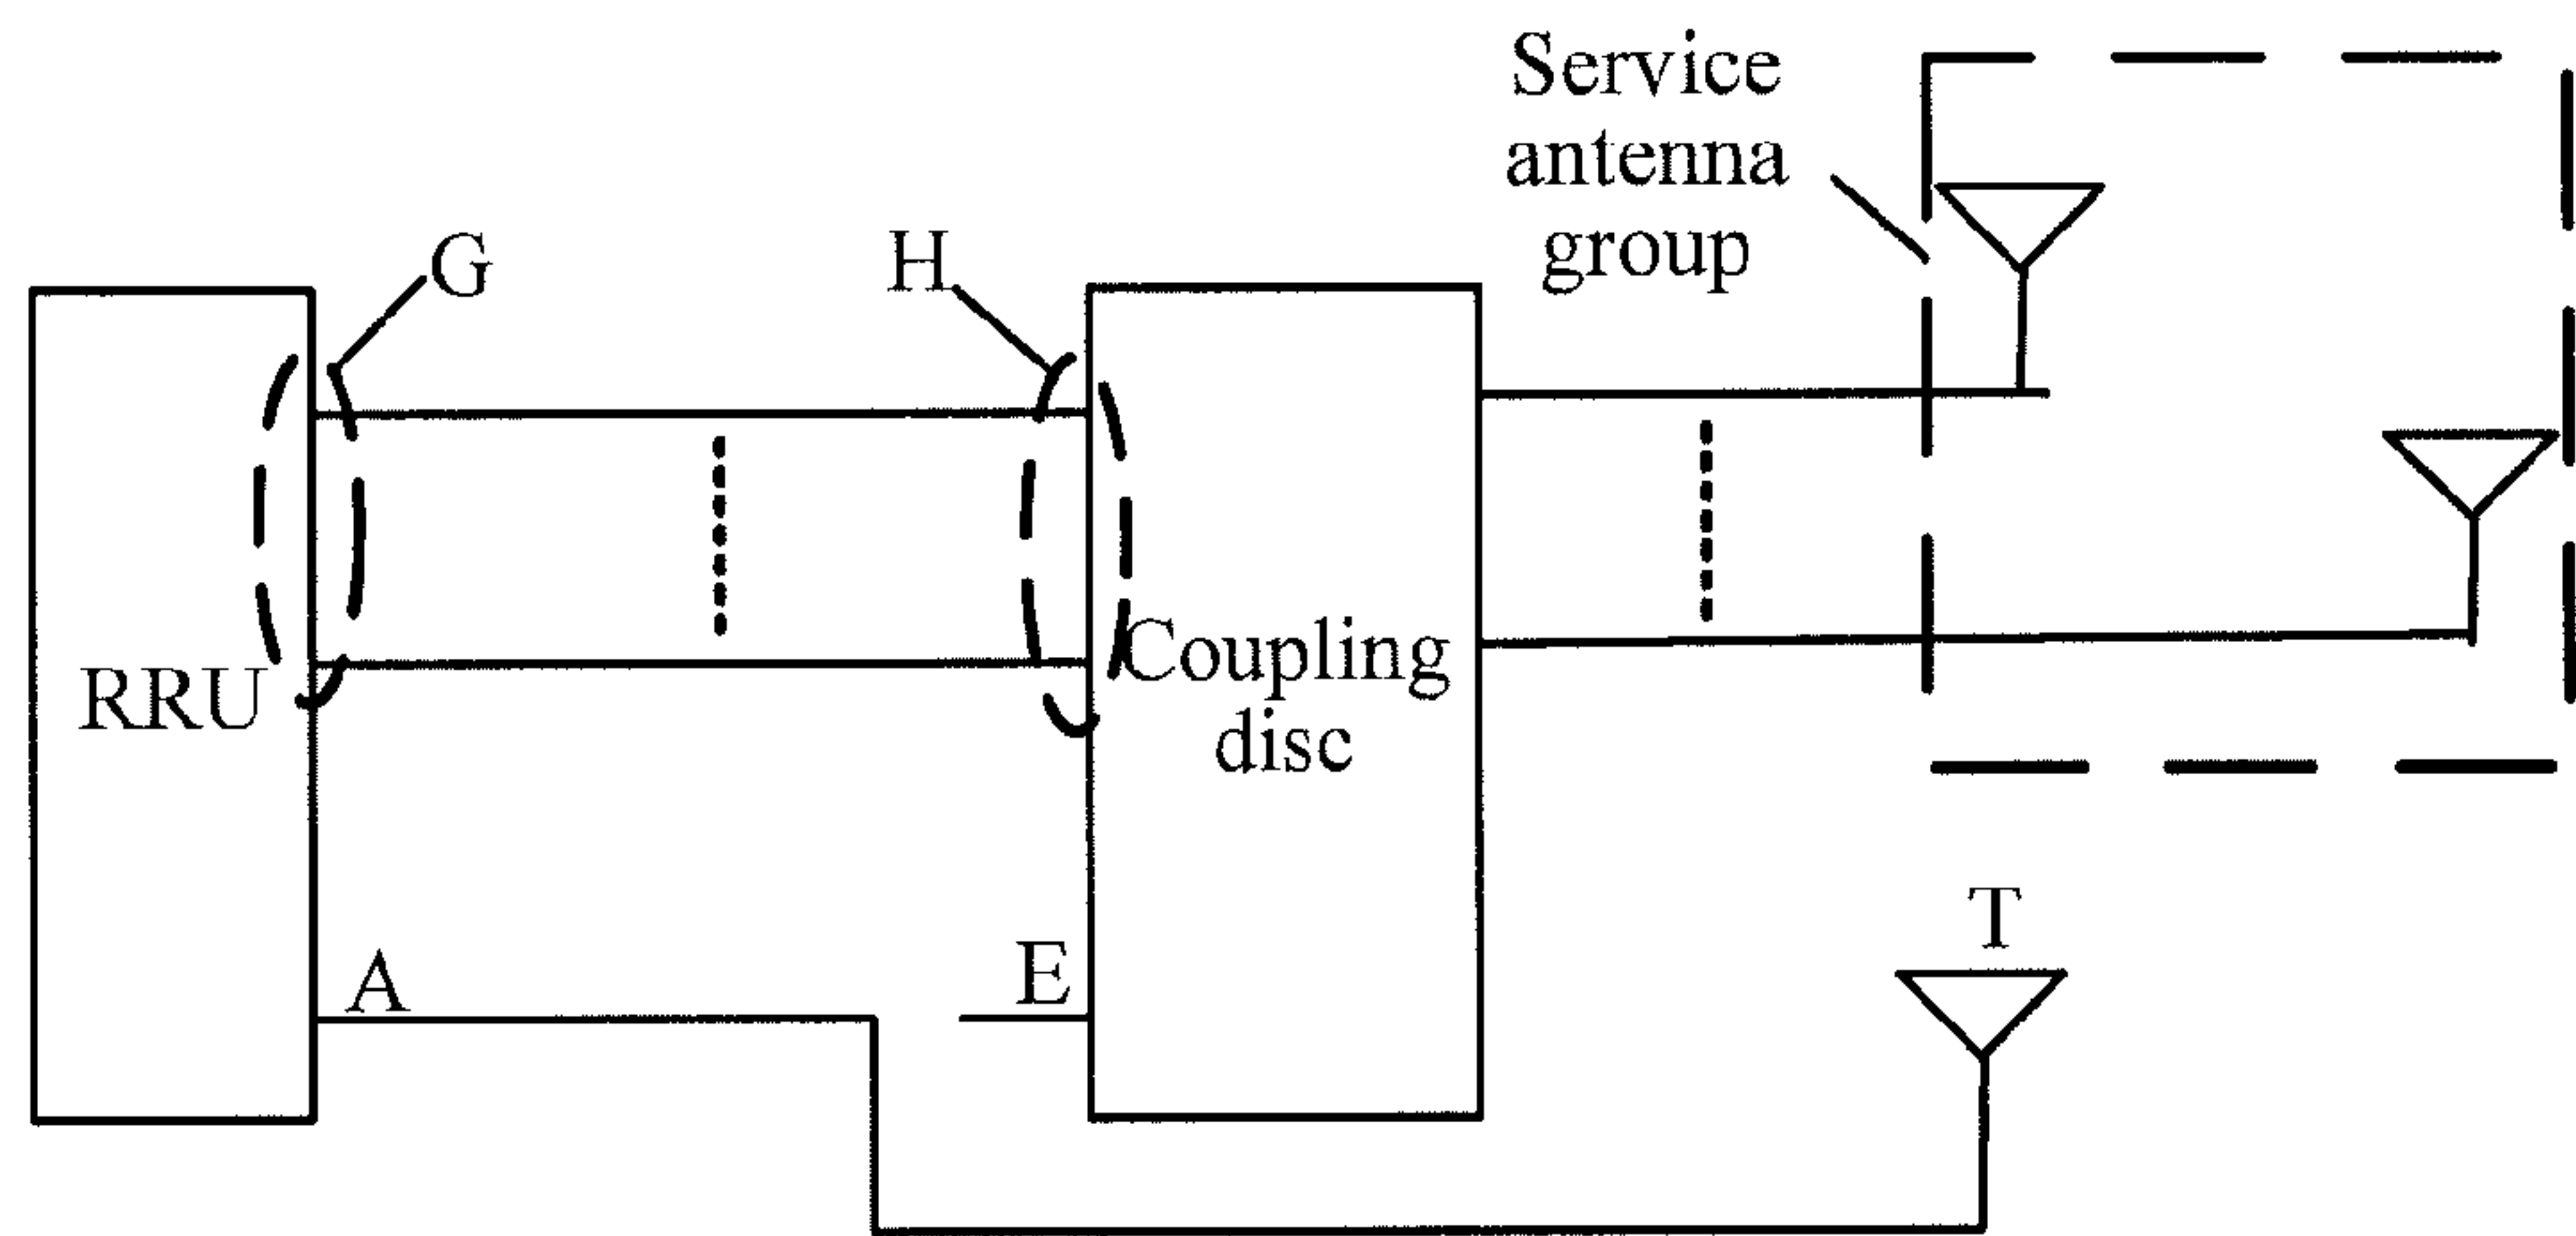 Service
antenna
group
G
H
RRU
Coupling
disc
A
E
T